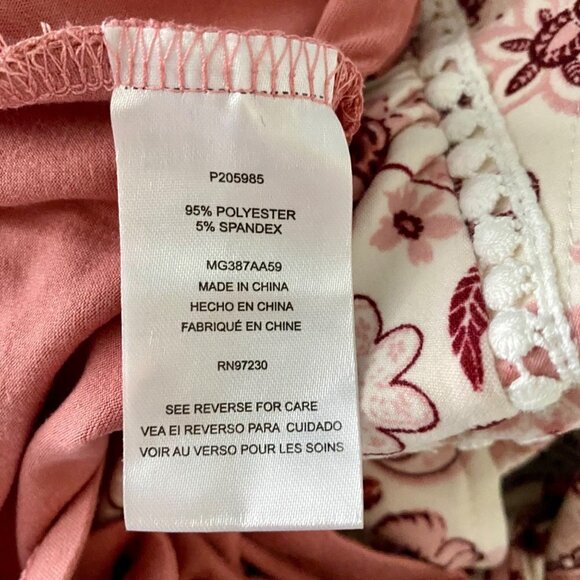 P205985
95% POLYESTER
5% SPANDEX
MG387AA59
MADE IN CHINA
HECHO EN CHINA
FABRIQUÉ EN CHINE
RN97230
SEE REVERSE FOR CARE
VEA EI REVERSO PARA CUIDADO
VOIR AU VERSO POUR LES SOINS